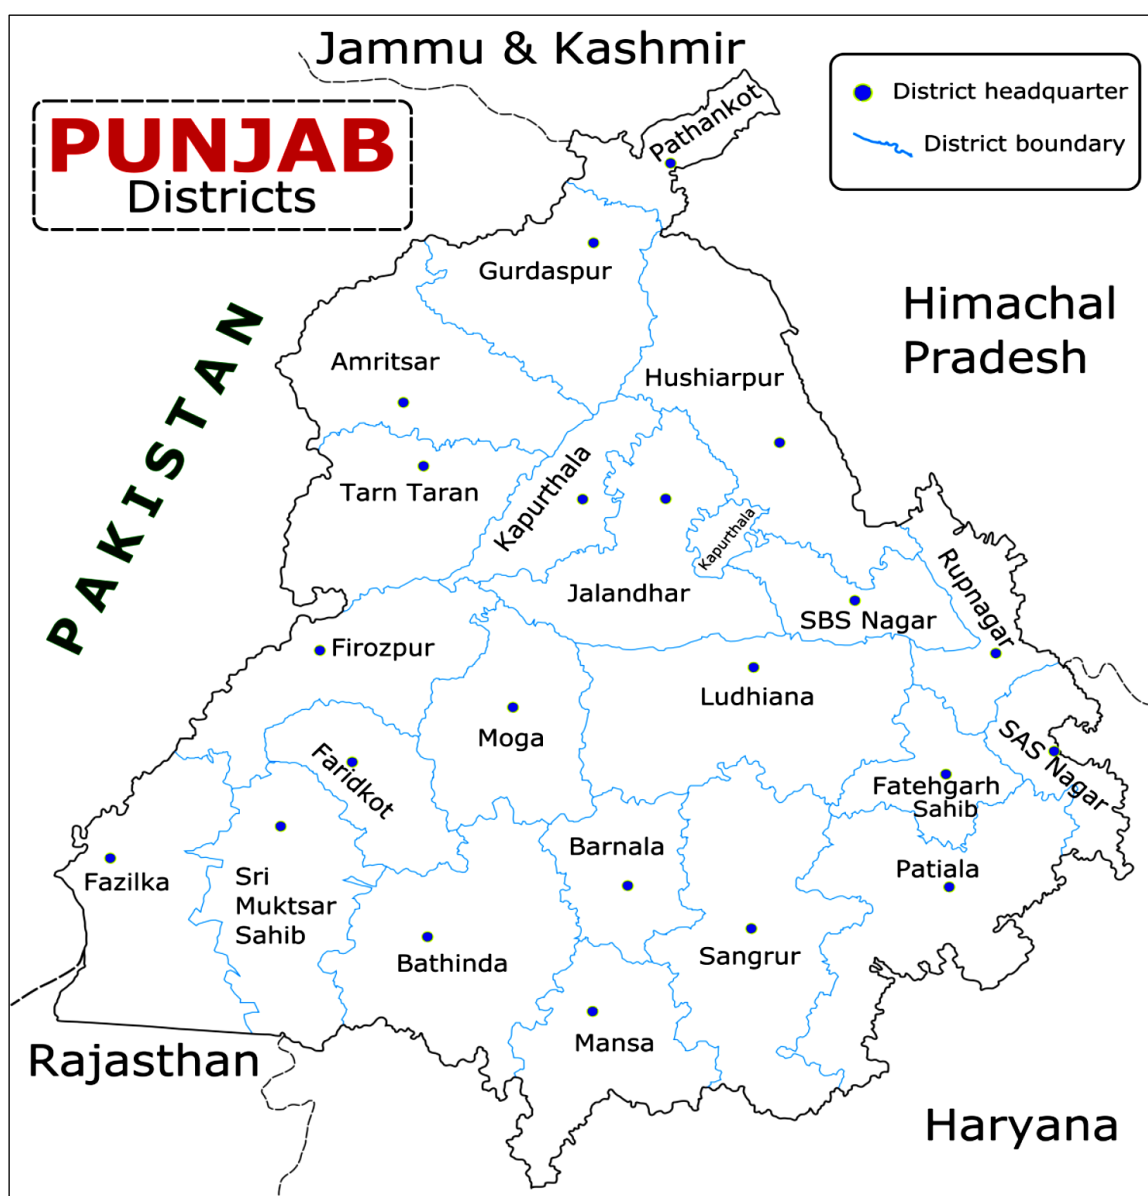 Jammu & Kashmir
PUNJAB
Districts
District headquarter
District boundary
Pathankot
Gurdaspur
Himachal
Pradesh
PAKISTAN
Amritsar
Hushiarpur
Tarn Taran
Kapurthala
Kapurthala
Jalandhar
SBS Nagar
Rupnagar
Firozpur
Ludhiana
Moga
SAS Nagar
Faridkot
Fatehgarh
Sahib
Barnala
Patiala
Fazilka
Sri
Muktsar
Sahib
Bathinda
Sangrur
Mansa
Rajasthan
Haryana